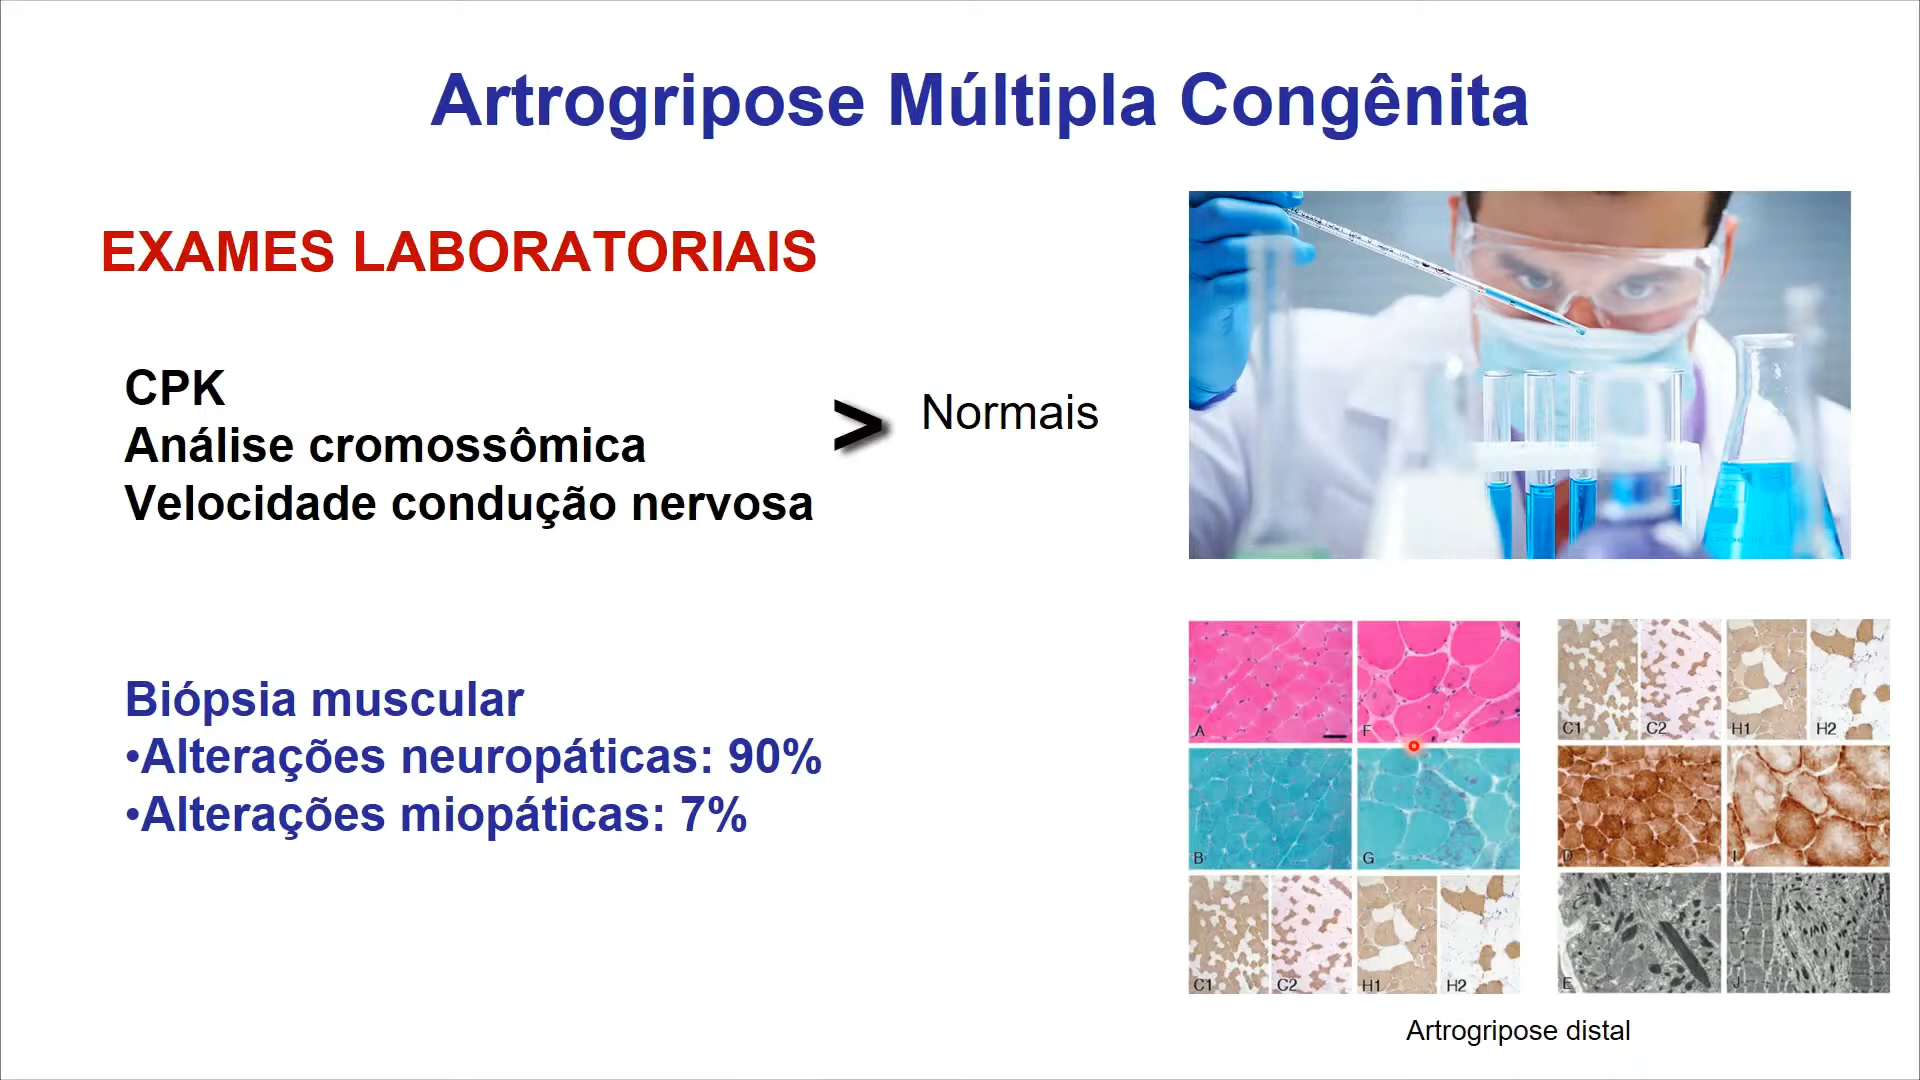 Artrogripose Múltipla Congênita
EXAMES LABORATORIAIS
CPK
Análise cromossômica
Velocidade condução nervosa
> Normais
Biópsia muscular
•Alterações neuropáticas: 90%
•Alterações miopáticas: 7%
A F
B G
C1 C2 H1 H2
C1 C2 H1 H2
D I
E J
Artrogripose distal